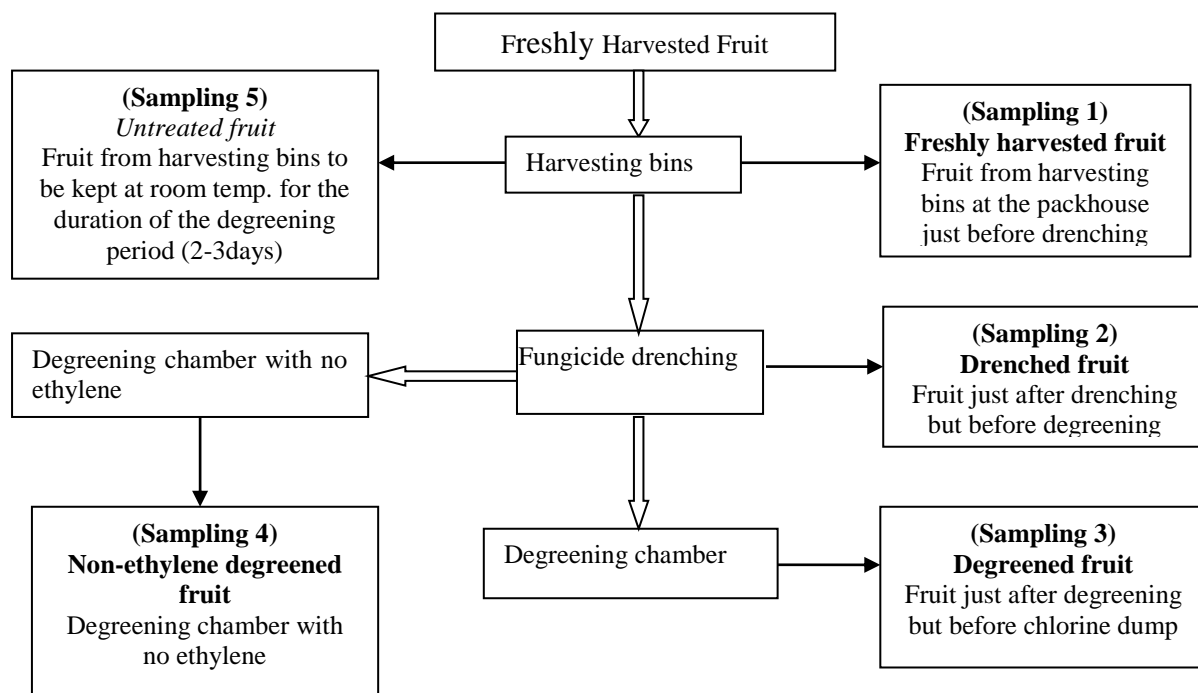 Freshly Harvested Fruit
(Sampling 5)
Untreated fruit
Fruit from harvesting bins to
be kept at room temp. for the
duration of the degreening
period (2-3days)
Harvesting bins
(Sampling 1)
Freshly harvested fruit
Fruit from harvesting
bins at the packhouse
just before drenching
Degreening chamber with no
ethylene
Fungicide drenching
(Sampling 2)
Drenched fruit
Fruit just after drenching
but before degreening
(Sampling 4)
Non-ethylene degreened
fruit
Degreening chamber with
no ethylene
Degreening chamber
(Sampling 3)
Degreened fruit
Fruit just after degreening
but before chlorine dump